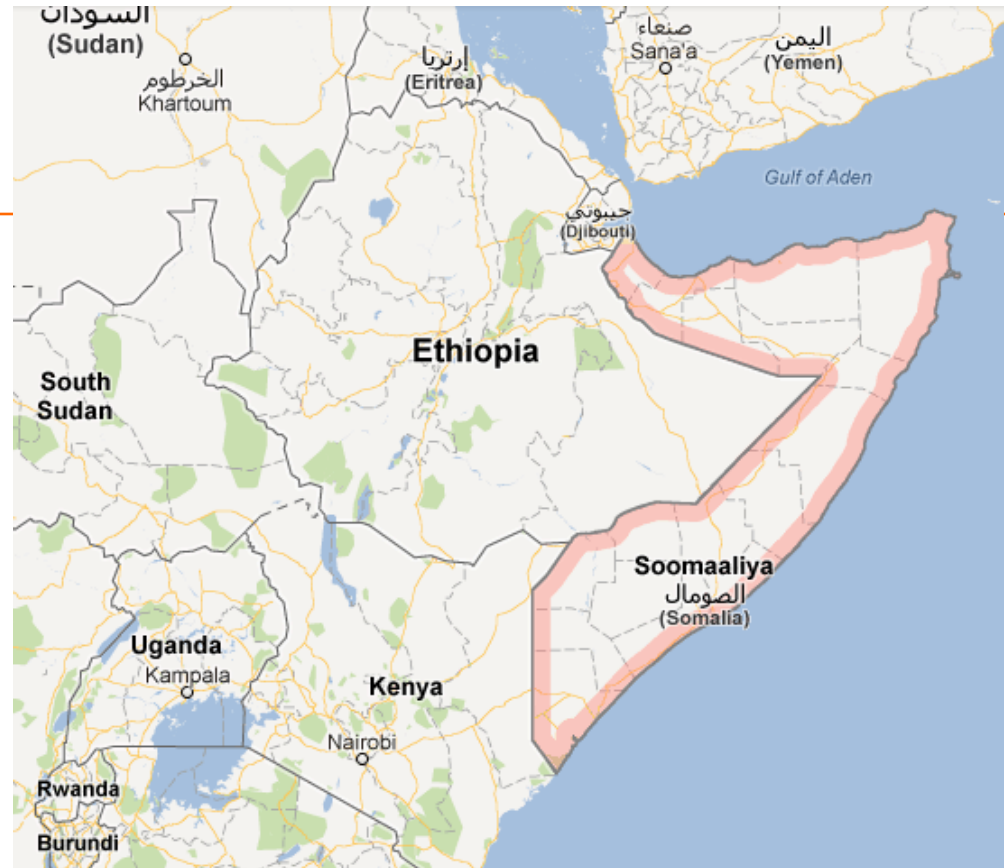 السودان
(Sudan)
الخرطوم
Khartoum
إرتريا
(Eritrea)
صنعاء
Sana'a
اليمن
(Yemen)
Gulf of Aden
جيبوتي
(Djibouti)
Ethiopia
South
Sudan
Soomaaliya
الصومال
(Somalia)
Uganda
Kampala
Kenya
Nairobi
Rwanda
Burundi